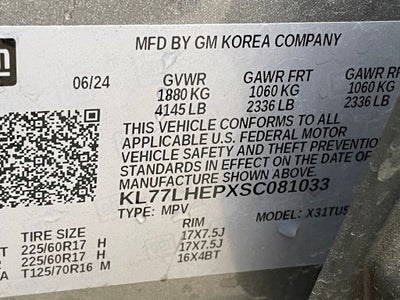 gm
MFD BY GM KOREA COMPANY
06/24 GVWR GAWR FRT GAWR RR
1880 KG 1060 KG 1060 KG
4145 LB 2336 LB 2336 LB
THIS VEHICLE CONFORMS TO ALL
APPLICABLE U.S. FEDERAL MOTOR
VEHICLE SAFETY AND THEFT PREVENTION
STANDARDS IN EFFECT ON THE DATE OF
MANUFACTURE SHOWN ABOVE.
KL77LHEPXSC081033
TYPE: MPV MODEL: X31TU5
TIRE SIZE RIM
225/60R17 H 17X7.5J
225/60R17 H 17X7.5J
T125/70R16 M 16X4BT